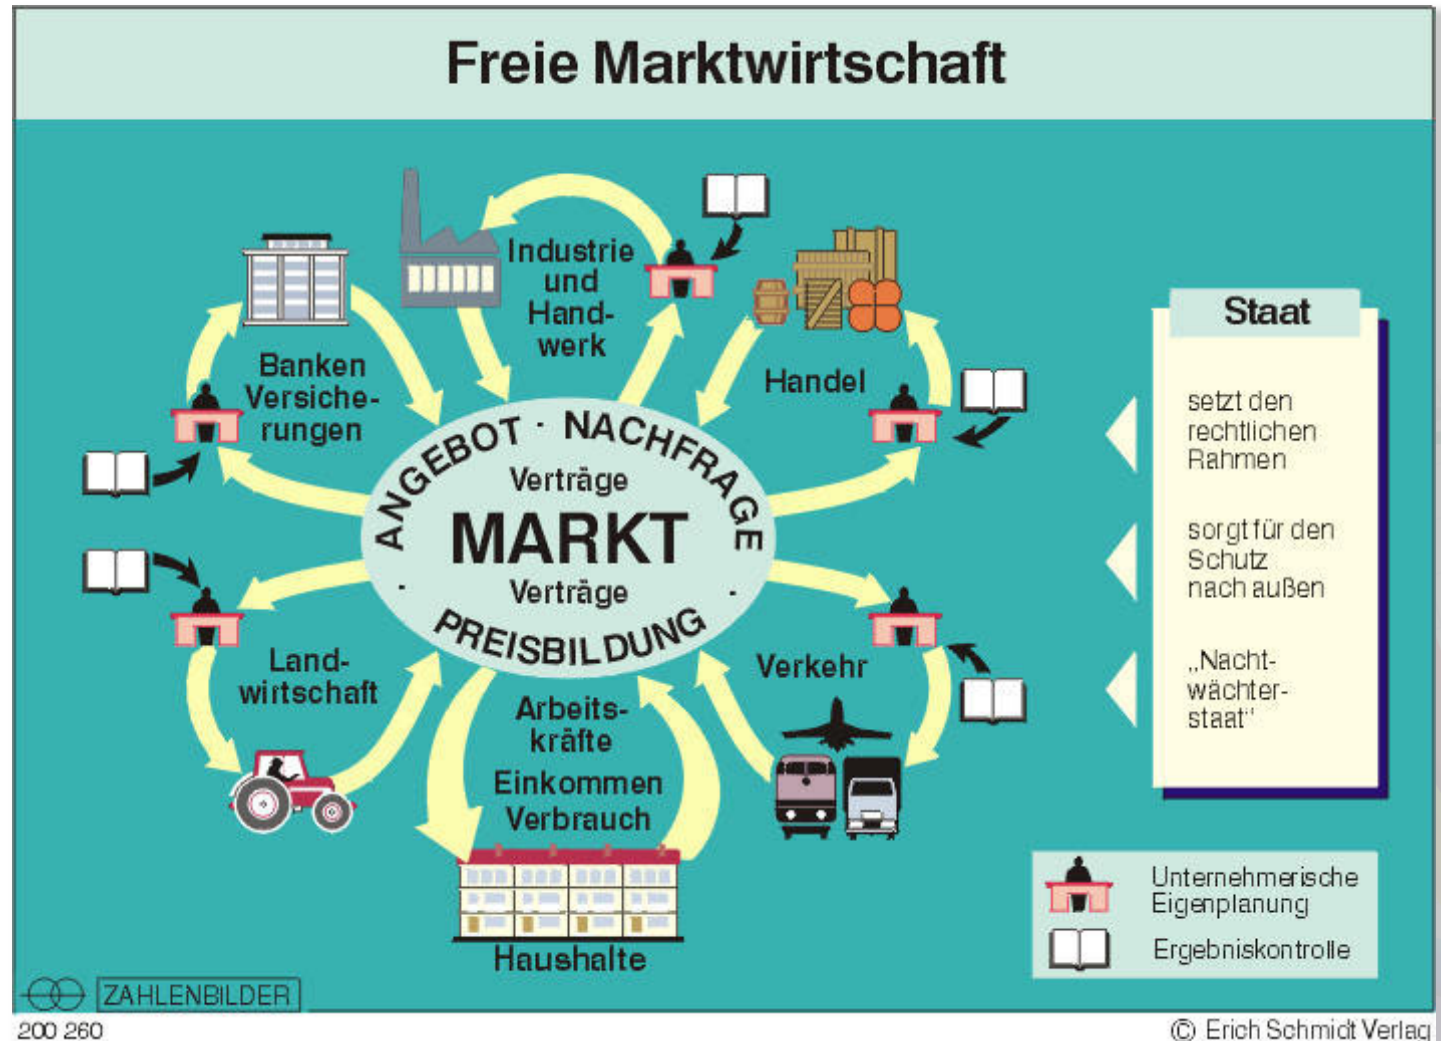 Freie Marktwirtschaft
Industrie
und
Hand-
werk
Banken
Versiche-
rungen
Handel
ANGEBOT · NACHFRAGE ·
Verträge
MARKT
Verträge
· PREISBILDUNG
Land-
wirtschaft
Verkehr
Arbeits-
kräfte
Einkommen
Verbrauch
Haushalte
Staat
setzt den
rechtlichen
Rahmen
sorgt für den
Schutz
nach außen
„Nacht-
wächter-
staat“
Unternehmerische
Eigenplanung
Ergebniskontrolle
ZAHLENBILDER
200 260
© Erich Schmidt Verlag